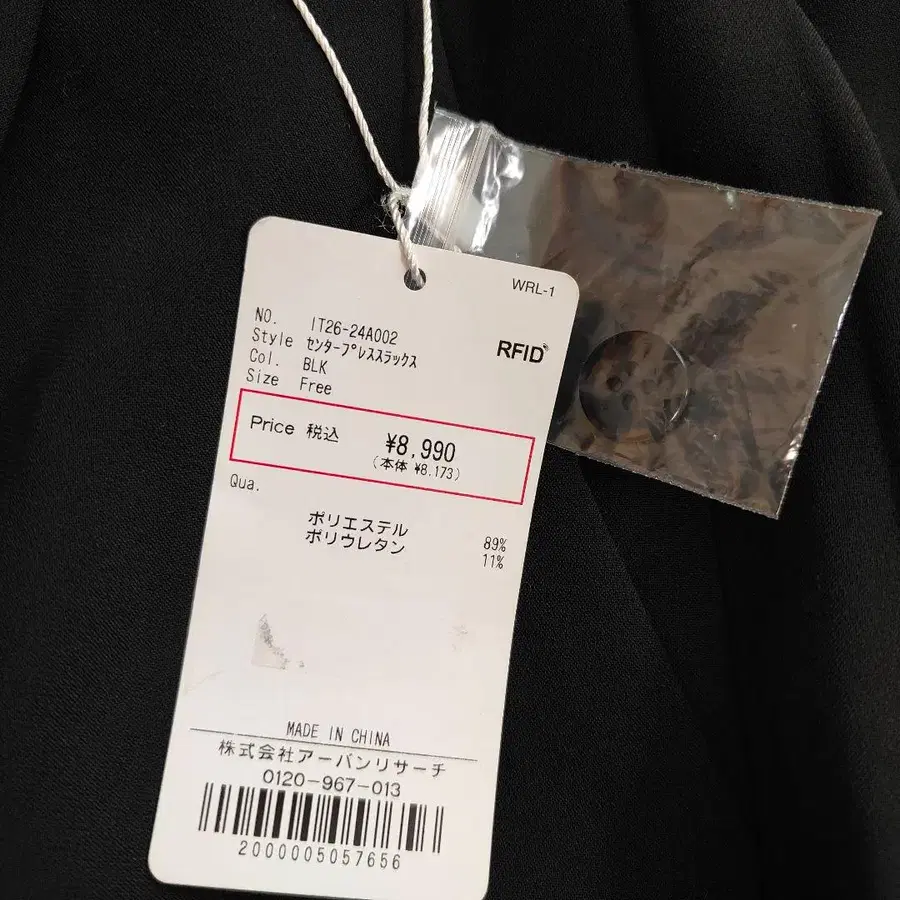 WRL-1
NO. IT26-24A002
Style センタープレススラックス
Col. BLK
Size Free
RFID
Price 税込 ¥8,990
(本体 ¥8,173)
Qua.
ポリエステル 89%
ポリウレタン 11%
MADE IN CHINA
株式会社アーバンリサーチ
0120-967-013
2000005057656